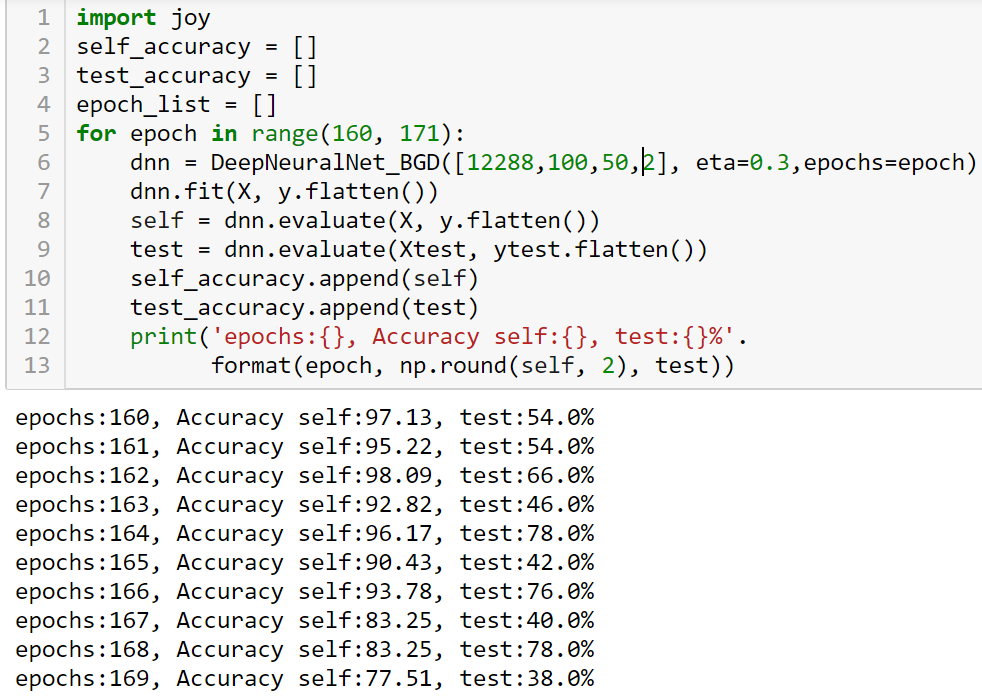 1 import joy
2 self_accuracy = []
3 test_accuracy = []
4 epoch_list = []
5 for epoch in range(160, 171):
6     dnn = DeepNeuralNet_BGD([12288,100,50,2], eta=0.3,epochs=epoch)
7     dnn.fit(X, y.flatten())
8     self = dnn.evaluate(X, y.flatten())
9     test = dnn.evaluate(Xtest, ytest.flatten())
10     self_accuracy.append(self)
11     test_accuracy.append(test)
12     print('epochs:{}, Accuracy self:{}, test:{}%'.
13           format(epoch, np.round(self, 2), test))
epochs:160, Accuracy self:97.13, test:54.0%
epochs:161, Accuracy self:95.22, test:54.0%
epochs:162, Accuracy self:98.09, test:66.0%
epochs:163, Accuracy self:92.82, test:46.0%
epochs:164, Accuracy self:96.17, test:78.0%
epochs:165, Accuracy self:90.43, test:42.0%
epochs:166, Accuracy self:93.78, test:76.0%
epochs:167, Accuracy self:83.25, test:40.0%
epochs:168, Accuracy self:83.25, test:78.0%
epochs:169, Accuracy self:77.51, test:38.0%